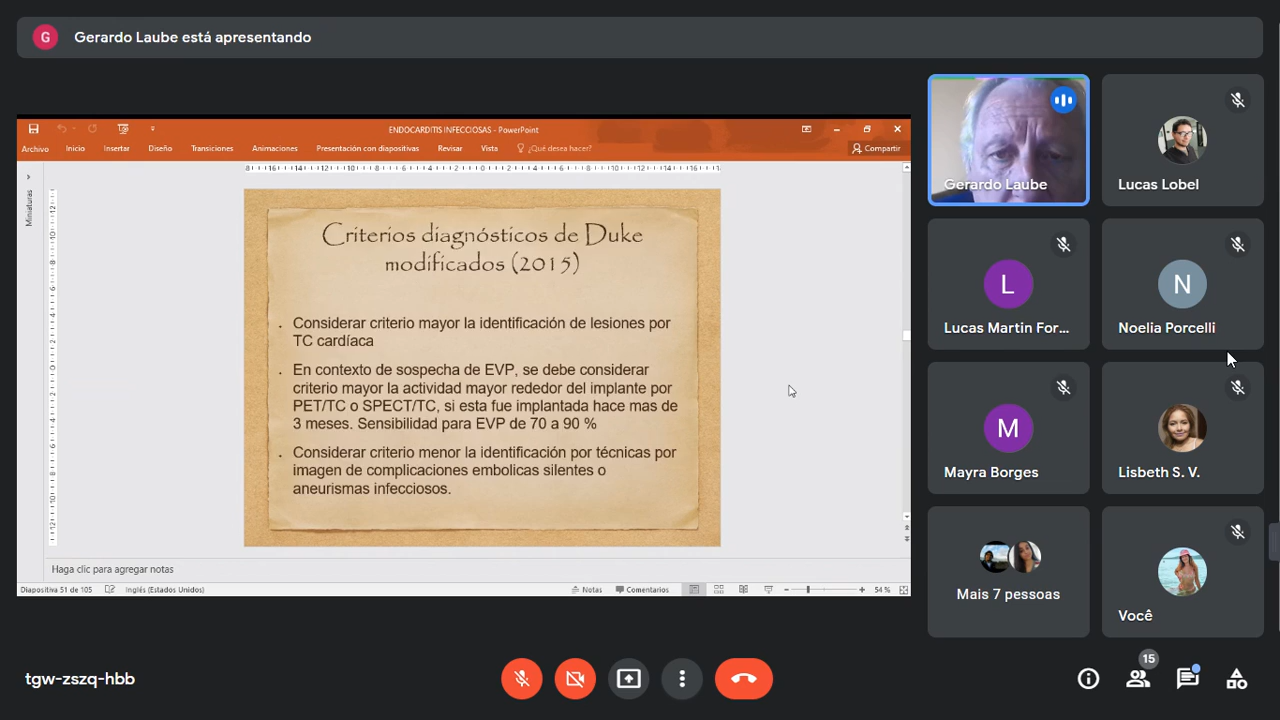 G
Gerardo Laube está apresentando
ENDOCARDITIS INFECCIOSAS - PowerPoint
Archivo Inicio Insertar Diseño Transiciones Animaciones Presentación con diapositivas Revisar Vista ¿Qué desea hacer? Compartir
Miniaturas
Criterios diagnósticos de Duke
modificados (2015)
Considerar criterio mayor la identificación de lesiones por
TC cardíaca
En contexto de sospecha de EVP, se debe considerar
criterio mayor la actividad mayor rededor del implante por
PET/TC o SPECT/TC, si esta fue implantada hace mas de
3 meses. Sensibilidad para EVP de 70 a 90 %
Considerar criterio menor la identificación por técnicas por
imagen de complicaciones embolicas silentes o
aneurismas infecciosos.
Haga clic para agregar notas
Diapositiva 51 de 105 Inglés (Estados Unidos) Notas Comentarios 54 %
Gerardo Laube
Lucas Lobel
L
Lucas Martin For...
N
Noelia Porcelli
M
Mayra Borges
Lisbeth S. V.
Mais 7 pessoas
Você
tgw-zszq-hbb
15